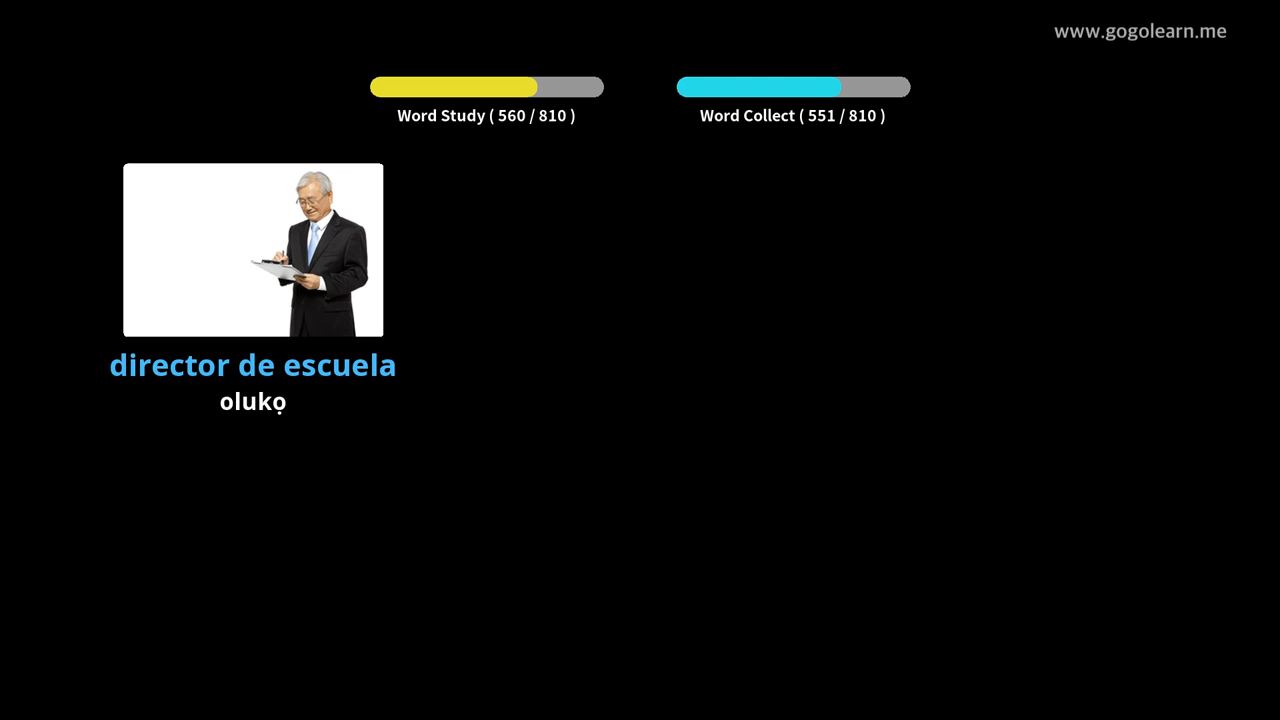 www.gogolearn.me
Word Study ( 560 / 810 )
Word Collect ( 551 / 810 )
director de escuela
olukọ